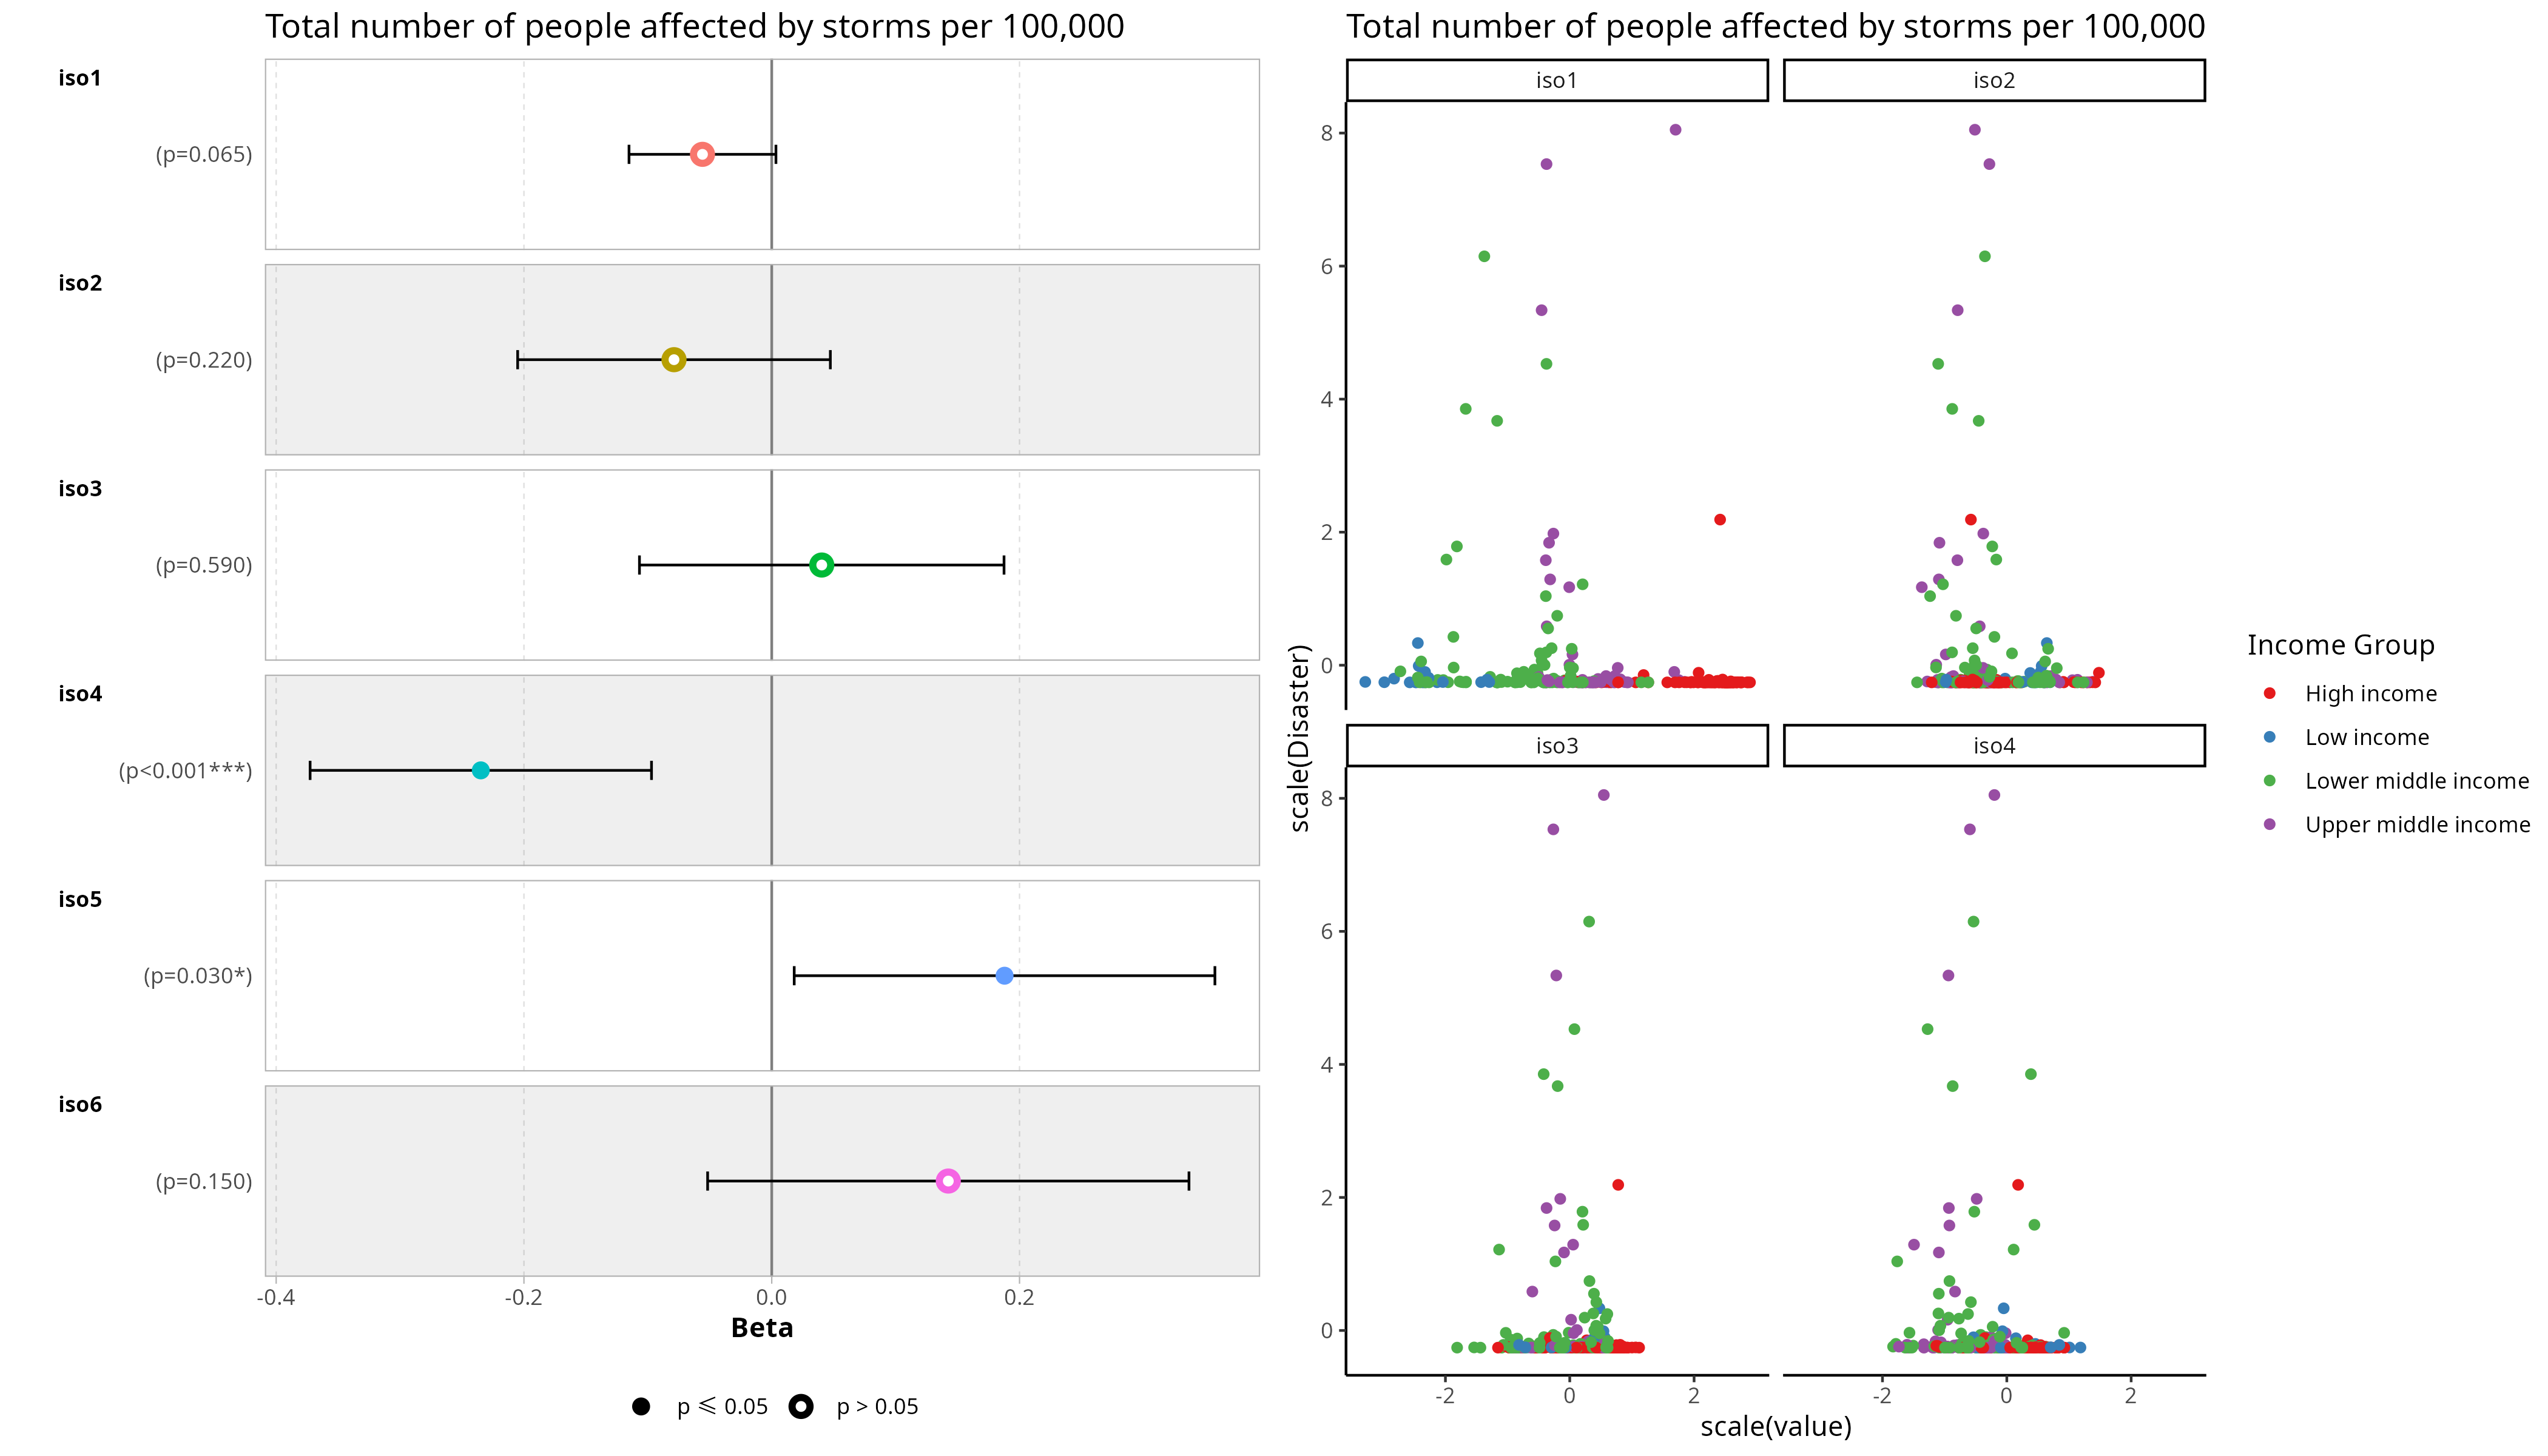 Total number of people affected by storms per 100,000
iso1
(p=0.065)
iso2
(p=0.220)
iso3
(p=0.590)
iso4
(p<0.001***)
iso5
(p=0.030*)
iso6
(p=0.150)
-0.4 -0.2 0.0 0.2
Beta
p ⩽ 0.05 p > 0.05
Total number of people affected by storms per 100,000
iso1 iso2
8
6
4
2
0
scale(Disaster)
iso3 iso4
8
6
4
2
0
-2 0 2 -2 0 2
scale(value)
Income Group
High income
Low income
Lower middle income
Upper middle income